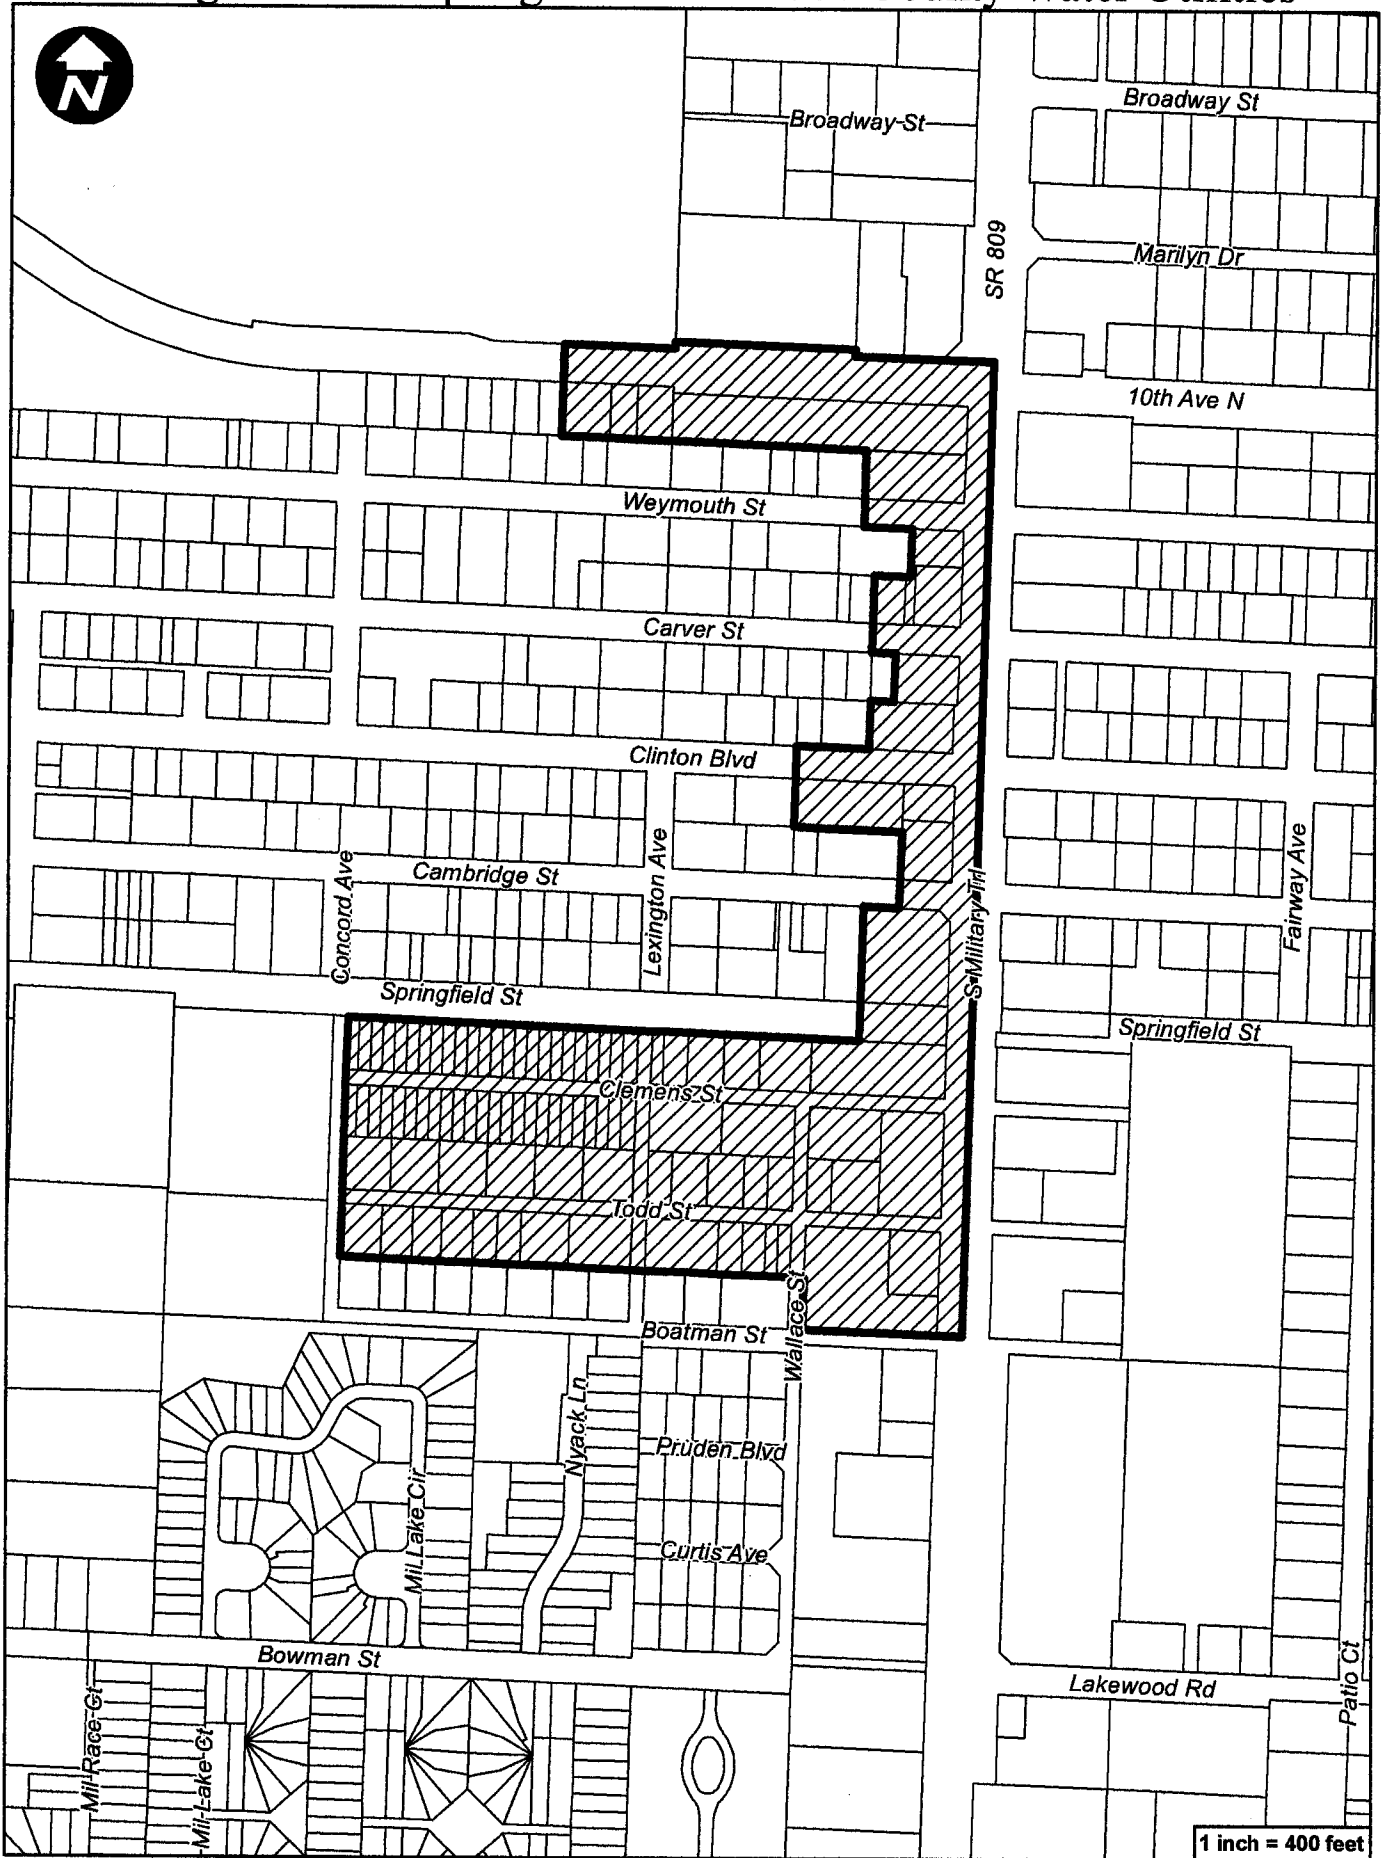 Water Utilities
N
Broadway St
Broadway St
SR 809
Marilyn Dr
10th Ave N
Weymouth St
Carver St
Clinton Blvd
Concord Ave
Cambridge St
Lexington Ave
S Military Trl
Fairway Ave
Springfield St
Springfield St
Clemens St
Todd St
Wallace St
Boatman St
Nyack Ln
Pruden Blvd
Mil Lake Cir
Curtis Ave
Bowman St
Lakewood Rd
Patio Ct
Mil Race Ct
Mil Lake Ct
1 inch = 400 feet